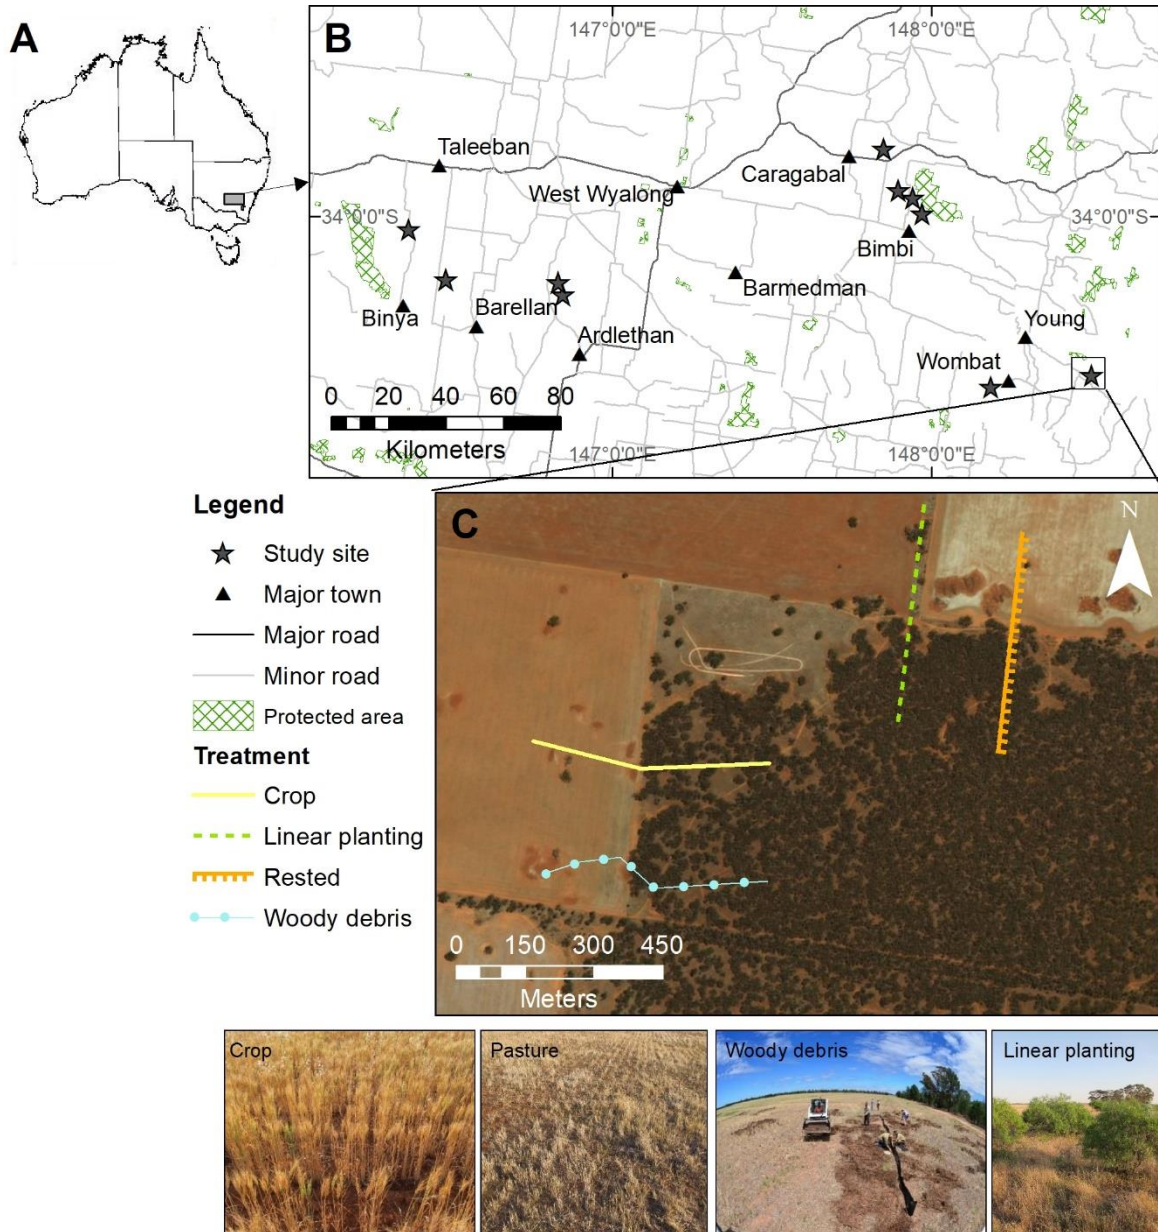 A
B
147°0'0"E
148°0'0"E
Taleeban
Caragabal
West Wyalong
34°0'0"S
34°0'0"S
Bimbi
Barmedman
Binya
Barellan
Ardlethan
Young
Wombat
0 20 40 60 80
Kilometers
147°0'0"E
148°0'0"E
Legend
Study site
Major town
Major road
Minor road
Protected area
Treatment
Crop
Linear planting
Rested
Woody debris
C
N
0 150 300 450
Meters
Crop
Pasture
Woody debris
Linear planting